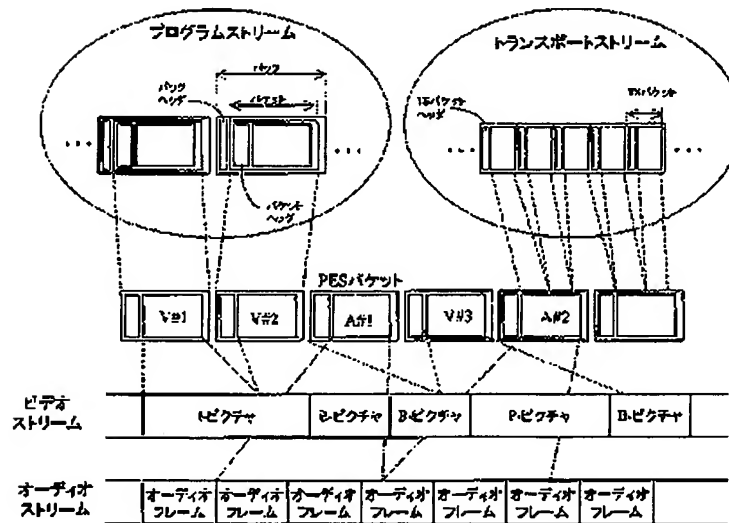 プログラムストリーム
パック
パック
ヘッダ
パケット
・・・
・・・
パケット
ヘッダ
トランスポートストリーム
TSパケット
ヘッダ
TSパケット
・・・
・・・
PESパケット
V#1
V#2
A#1
V#3
A#2
ビデオ
ストリーム
I-ピクチャ
B-ピクチャ
B-ピクチャ
P-ピクチャ
B-ピクチャ
オーディオ
ストリーム
オーディオ
フレーム
オーディオ
フレーム
オーディオ
フレーム
オーディオ
フレーム
オーディオ
フレーム
オーディオ
フレーム
オーディオ
フレーム